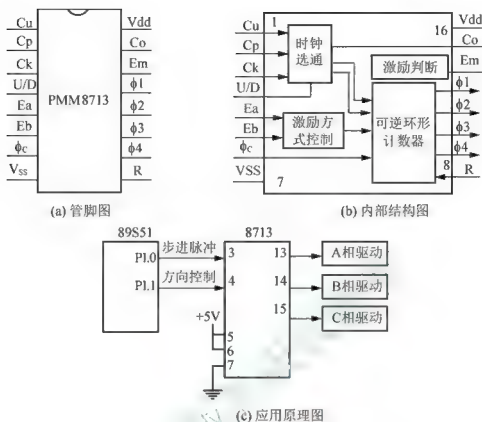 Cu
Cp
Ck
U/D
Ea
Eb
ϕc
Vss
PMM8713
Vdd
Co
Em
ϕ1
ϕ2
ϕ3
ϕ4
R
(a) 管脚图
Cu
Cp
Ck
U/D
Ea
Eb
ϕc
VSS
1
16
时钟
选通
激励判断
激励方
式控制
可逆环形
计数器
7
8
Vdd
Co
Em
ϕ1
ϕ2
ϕ3
ϕ4
R
(b) 内部结构图
89S51
8713
P1.0
步进脉冲
3
P1.1
方向控制
4
+5V
5
6
7
13
A相驱动
14
B相驱动
15
C相驱动
(c) 应用原理图